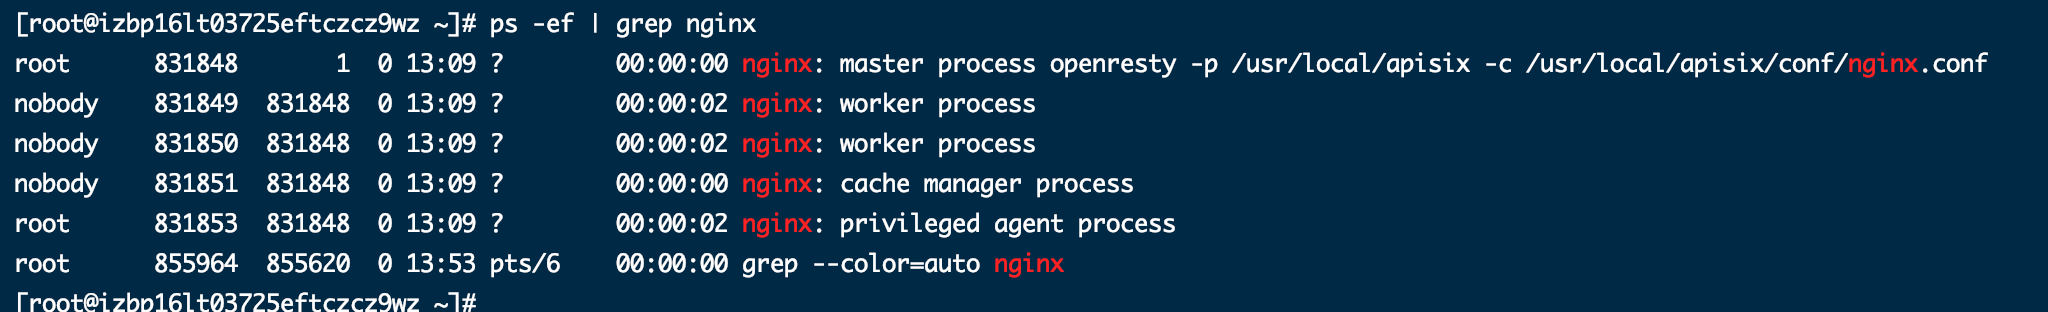 [root@izbp16lt03725eftczcz9wz ~]# ps -ef | grep nginx
root      831848       1  0 13:09 ?        00:00:00 nginx: master process openresty -p /usr/local/apisix -c /usr/local/apisix/conf/nginx.conf
nobody    831849  831848  0 13:09 ?        00:00:02 nginx: worker process
nobody    831850  831848  0 13:09 ?        00:00:02 nginx: worker process
nobody    831851  831848  0 13:09 ?        00:00:00 nginx: cache manager process
root      831853  831848  0 13:09 ?        00:00:02 nginx: privileged agent process
root      855964  855620  0 13:53 pts/6    00:00:00 grep --color=auto nginx
[root@izbp16lt03725eftczcz9wz ~]#